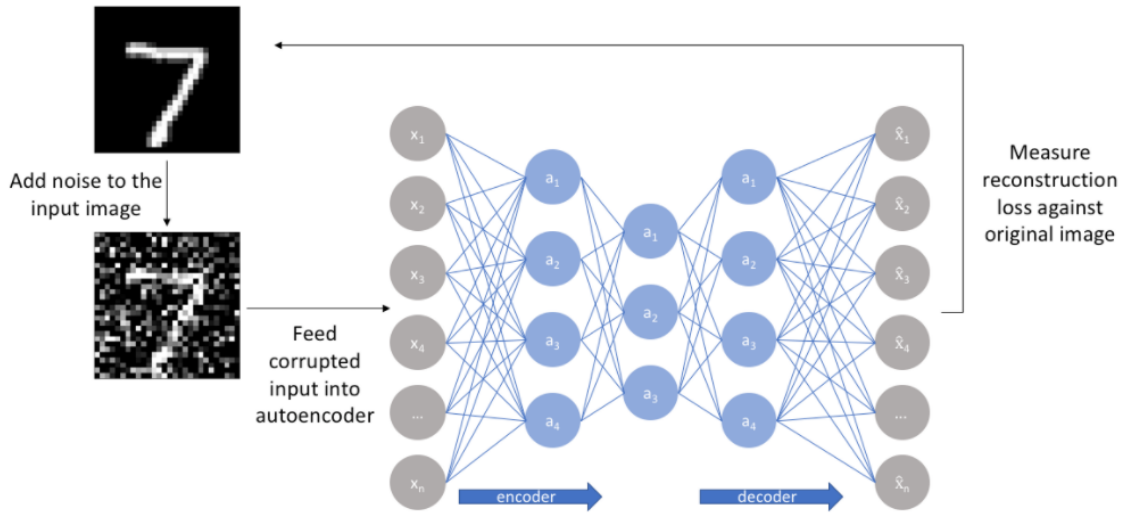 Add noise to the
input image
Feed
corrupted
input into
autoencoder
x₁
x₂
x₃
x₄
...
xₙ
a₁
a₂
a₃
a₄
a₁
a₂
a₃
a₁
a₂
a₃
a₄
x̂₁
x̂₂
x̂₃
x̂₄
...
x̂ₙ
encoder
decoder
Measure
reconstruction
loss against
original image